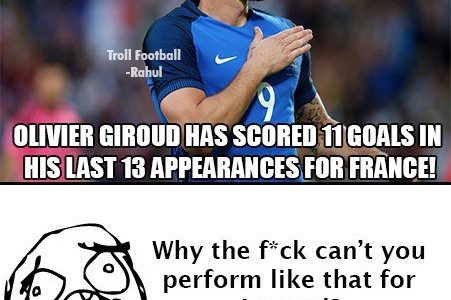 Troll Football
-Rahul
9
OLIVIER GIROUD HAS SCORED 11 GOALS IN
HIS LAST 13 APPEARANCES FOR FRANCE!
Why the f*ck can't you
perform like that for